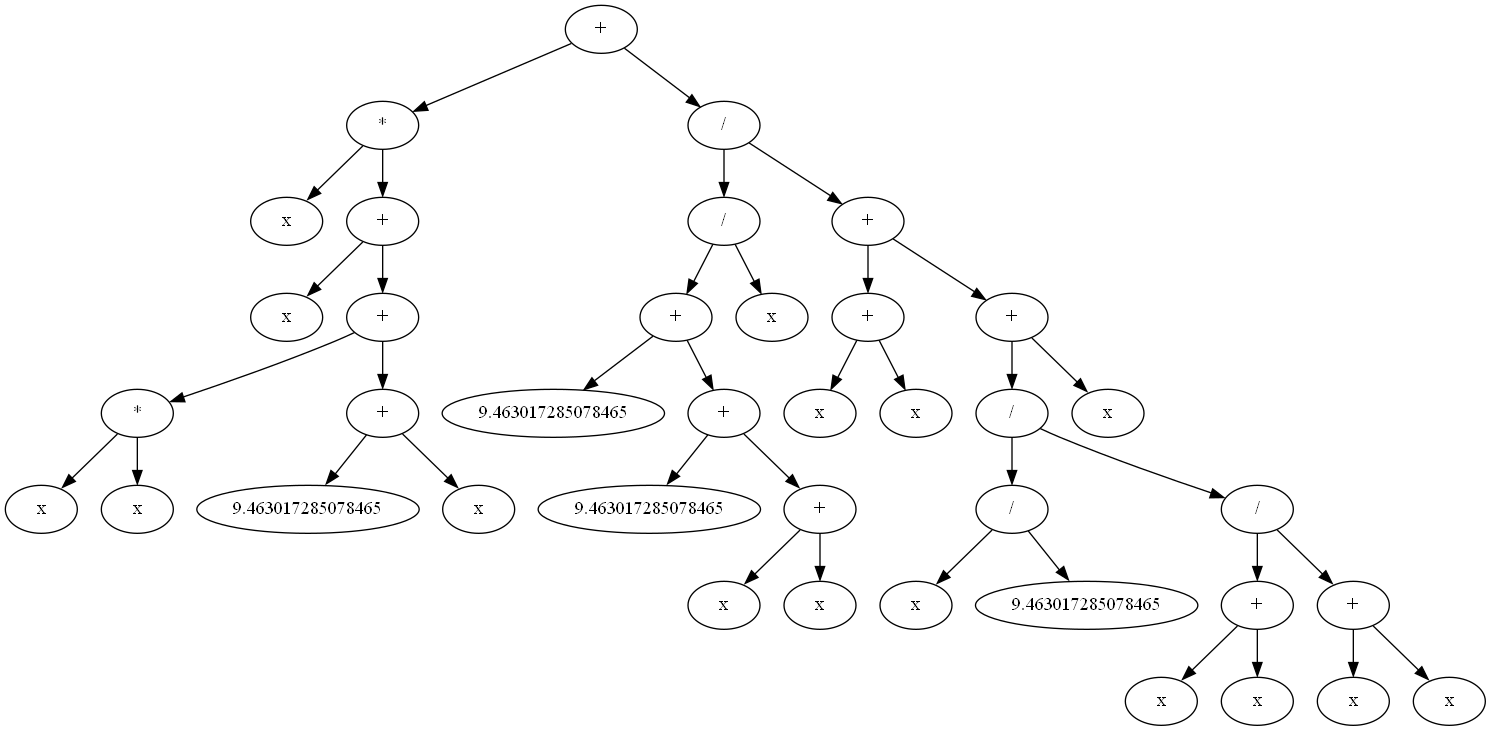 +
* /
x + / +
x + + x + +
* + 9.463017285078465 + x x / x
x x 9.463017285078465 x 9.463017285078465 + / /
x x x 9.463017285078465 + +
x x x x